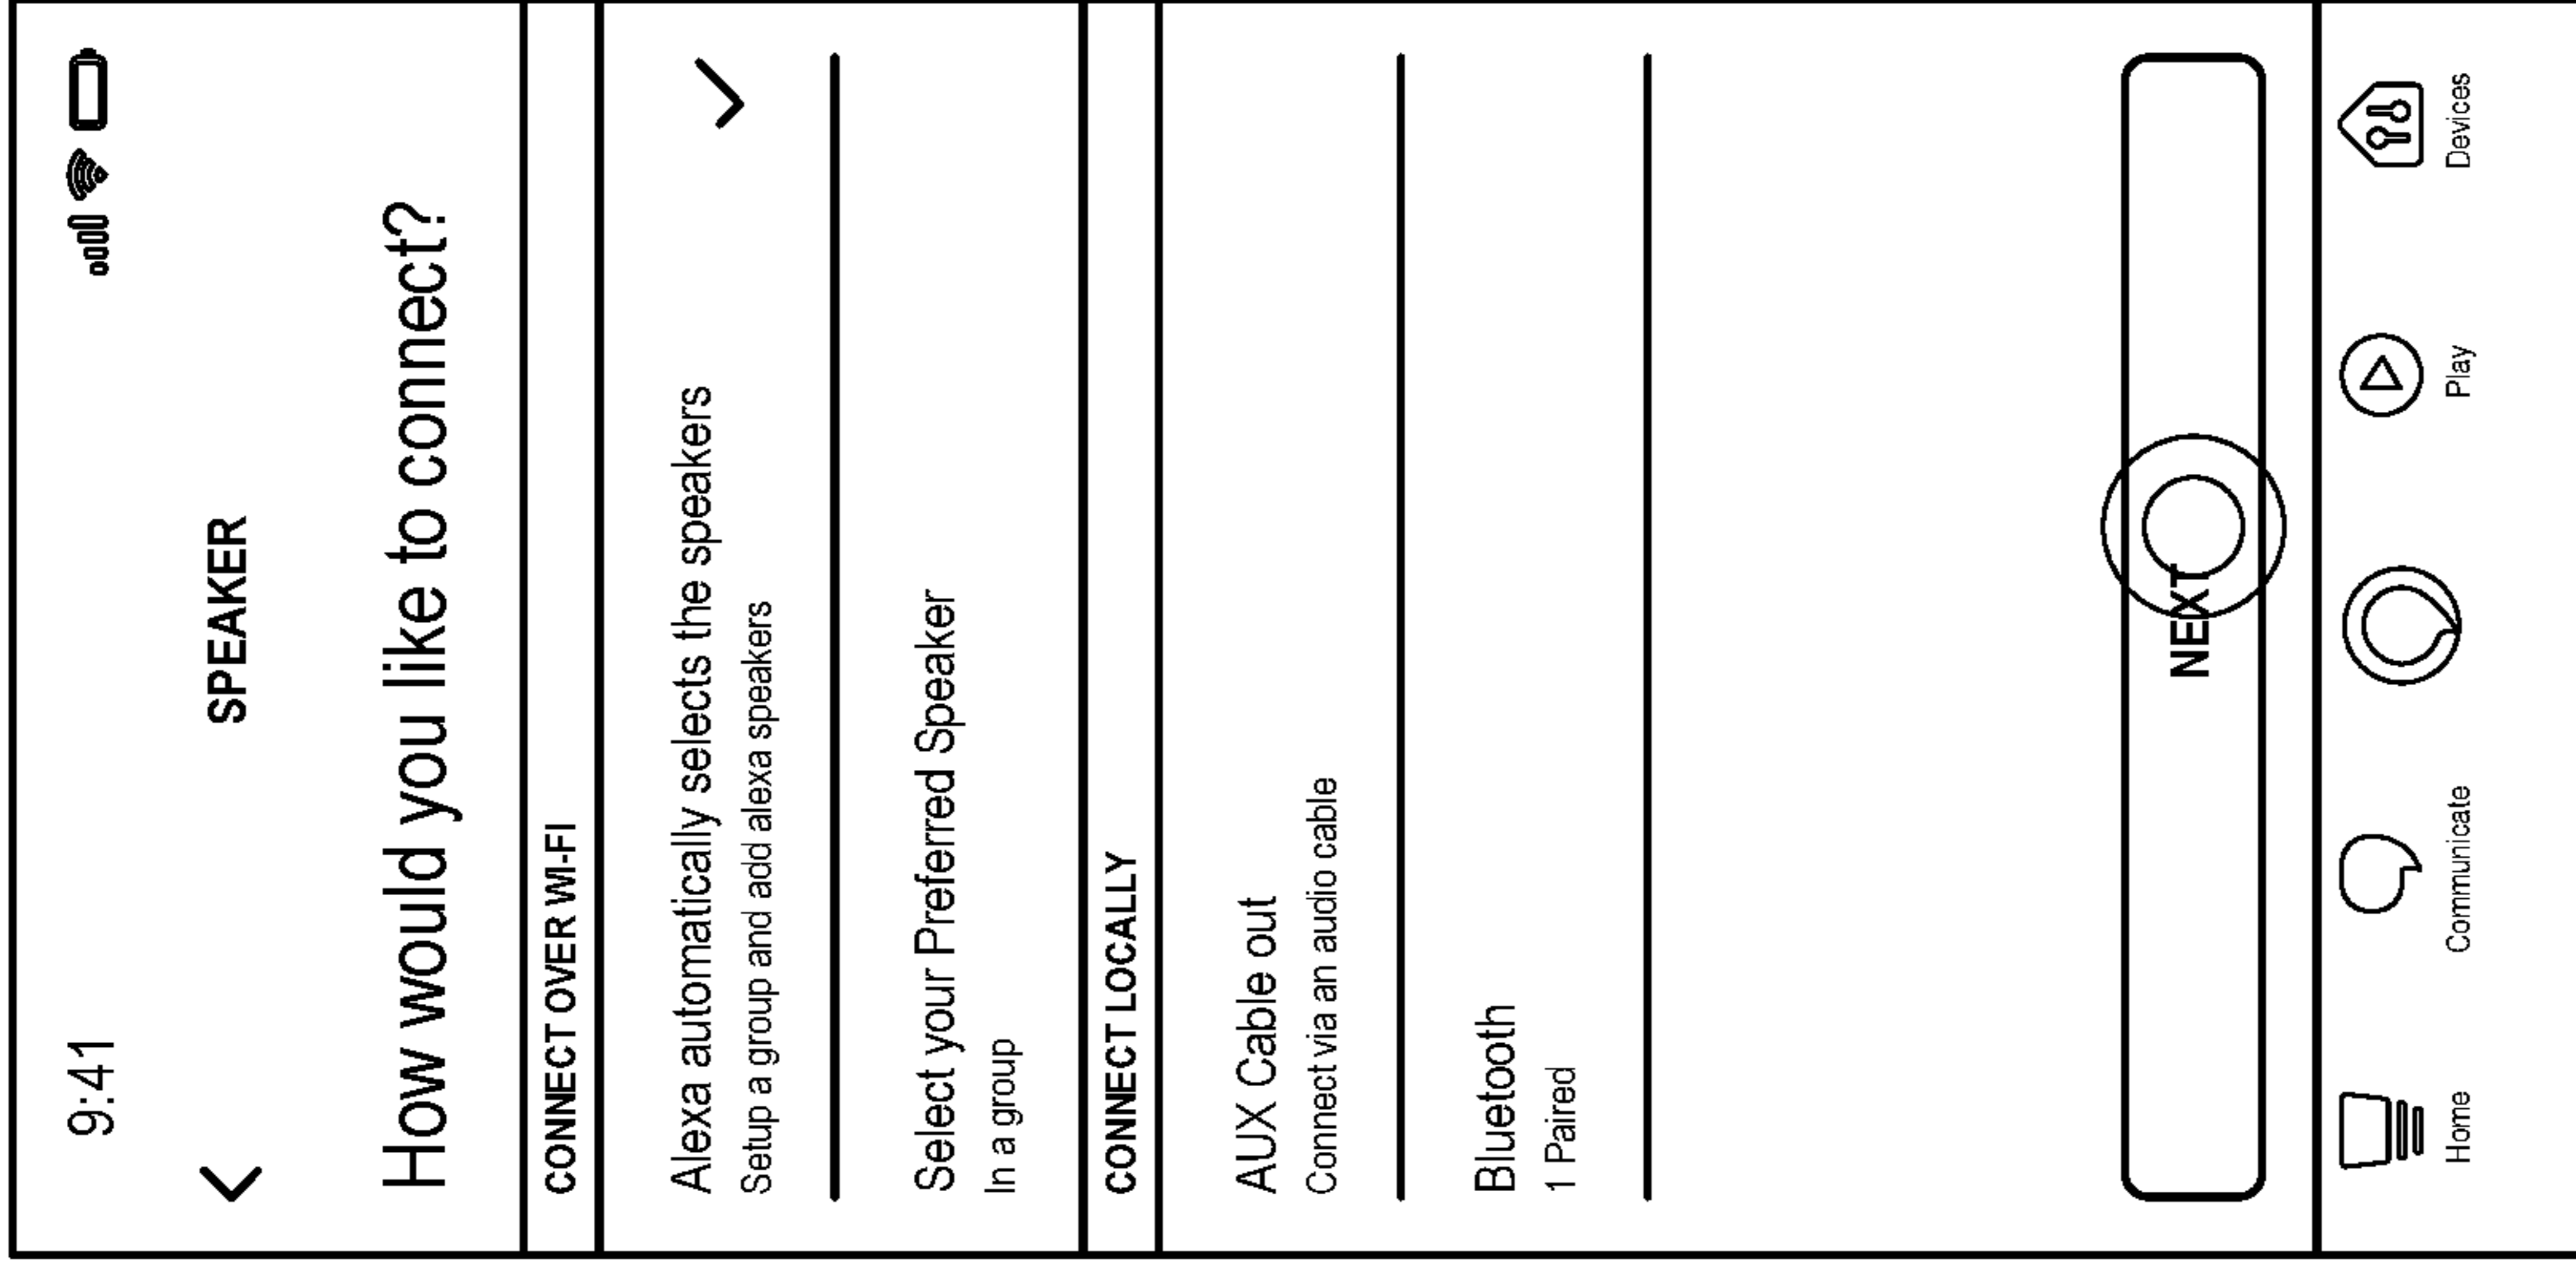 9:41
SPEAKER
How would you like to connect?
CONNECT OVER WI-FI
Alexa automatically selects the speakers
Setup a group and add alexa speakers
Select your Preferred Speaker
In a group
CONNECT LOCALLY
AUX Cable out
Connect via an audio cable
Bluetooth
1 Paired
NEXT
Home Communicate Play Devices